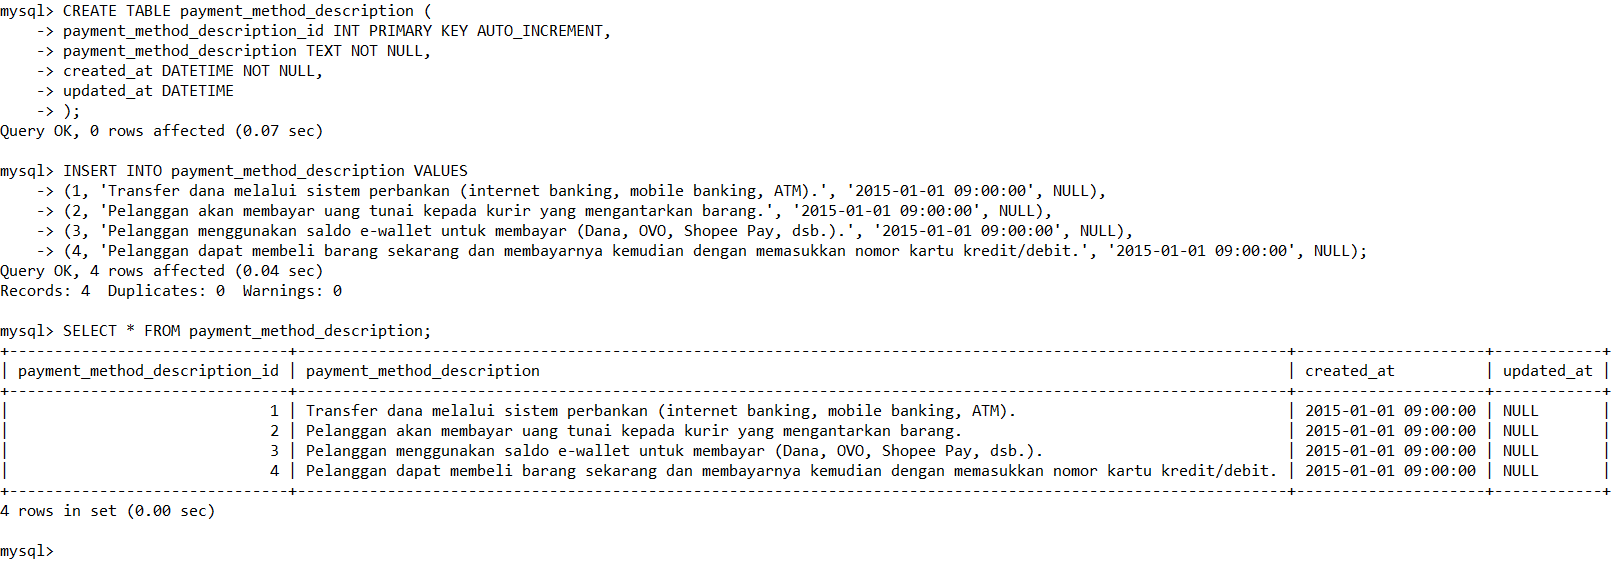 mysql> CREATE TABLE payment_method_description (
    -> payment_method_description_id INT PRIMARY KEY AUTO_INCREMENT,
    -> payment_method_description TEXT NOT NULL,
    -> created_at DATETIME NOT NULL,
    -> updated_at DATETIME
    -> );
Query OK, 0 rows affected (0.07 sec)

mysql> INSERT INTO payment_method_description VALUES
    -> (1, 'Transfer dana melalui sistem perbankan (internet banking, mobile banking, ATM).', '2015-01-01 09:00:00', NULL),
    -> (2, 'Pelanggan akan membayar uang tunai kepada kurir yang mengantarkan barang.', '2015-01-01 09:00:00', NULL),
    -> (3, 'Pelanggan menggunakan saldo e-wallet untuk membayar (Dana, OVO, Shopee Pay, dsb.).', '2015-01-01 09:00:00', NULL),
    -> (4, 'Pelanggan dapat membeli barang sekarang dan membayarnya kemudian dengan memasukkan nomor kartu kredit/debit.', '2015-01-01 09:00:00', NULL);
Query OK, 4 rows affected (0.04 sec)
Records: 4  Duplicates: 0  Warnings: 0

mysql> SELECT * FROM payment_method_description;
+-------------------------------+--------------------------------------------------------------------------------------------------------------+---------------------+------------+
| payment_method_description_id | payment_method_description                                                                                   | created_at          | updated_at |
+-------------------------------+--------------------------------------------------------------------------------------------------------------+---------------------+------------+
|                             1 | Transfer dana melalui sistem perbankan (internet banking, mobile banking, ATM).                              | 2015-01-01 09:00:00 | NULL       |
|                             2 | Pelanggan akan membayar uang tunai kepada kurir yang mengantarkan barang.                                    | 2015-01-01 09:00:00 | NULL       |
|                             3 | Pelanggan menggunakan saldo e-wallet untuk membayar (Dana, OVO, Shopee Pay, dsb.).                           | 2015-01-01 09:00:00 | NULL       |
|                             4 | Pelanggan dapat membeli barang sekarang dan membayarnya kemudian dengan memasukkan nomor kartu kredit/debit. | 2015-01-01 09:00:00 | NULL       |
+-------------------------------+--------------------------------------------------------------------------------------------------------------+---------------------+------------+
4 rows in set (0.00 sec)

mysql>